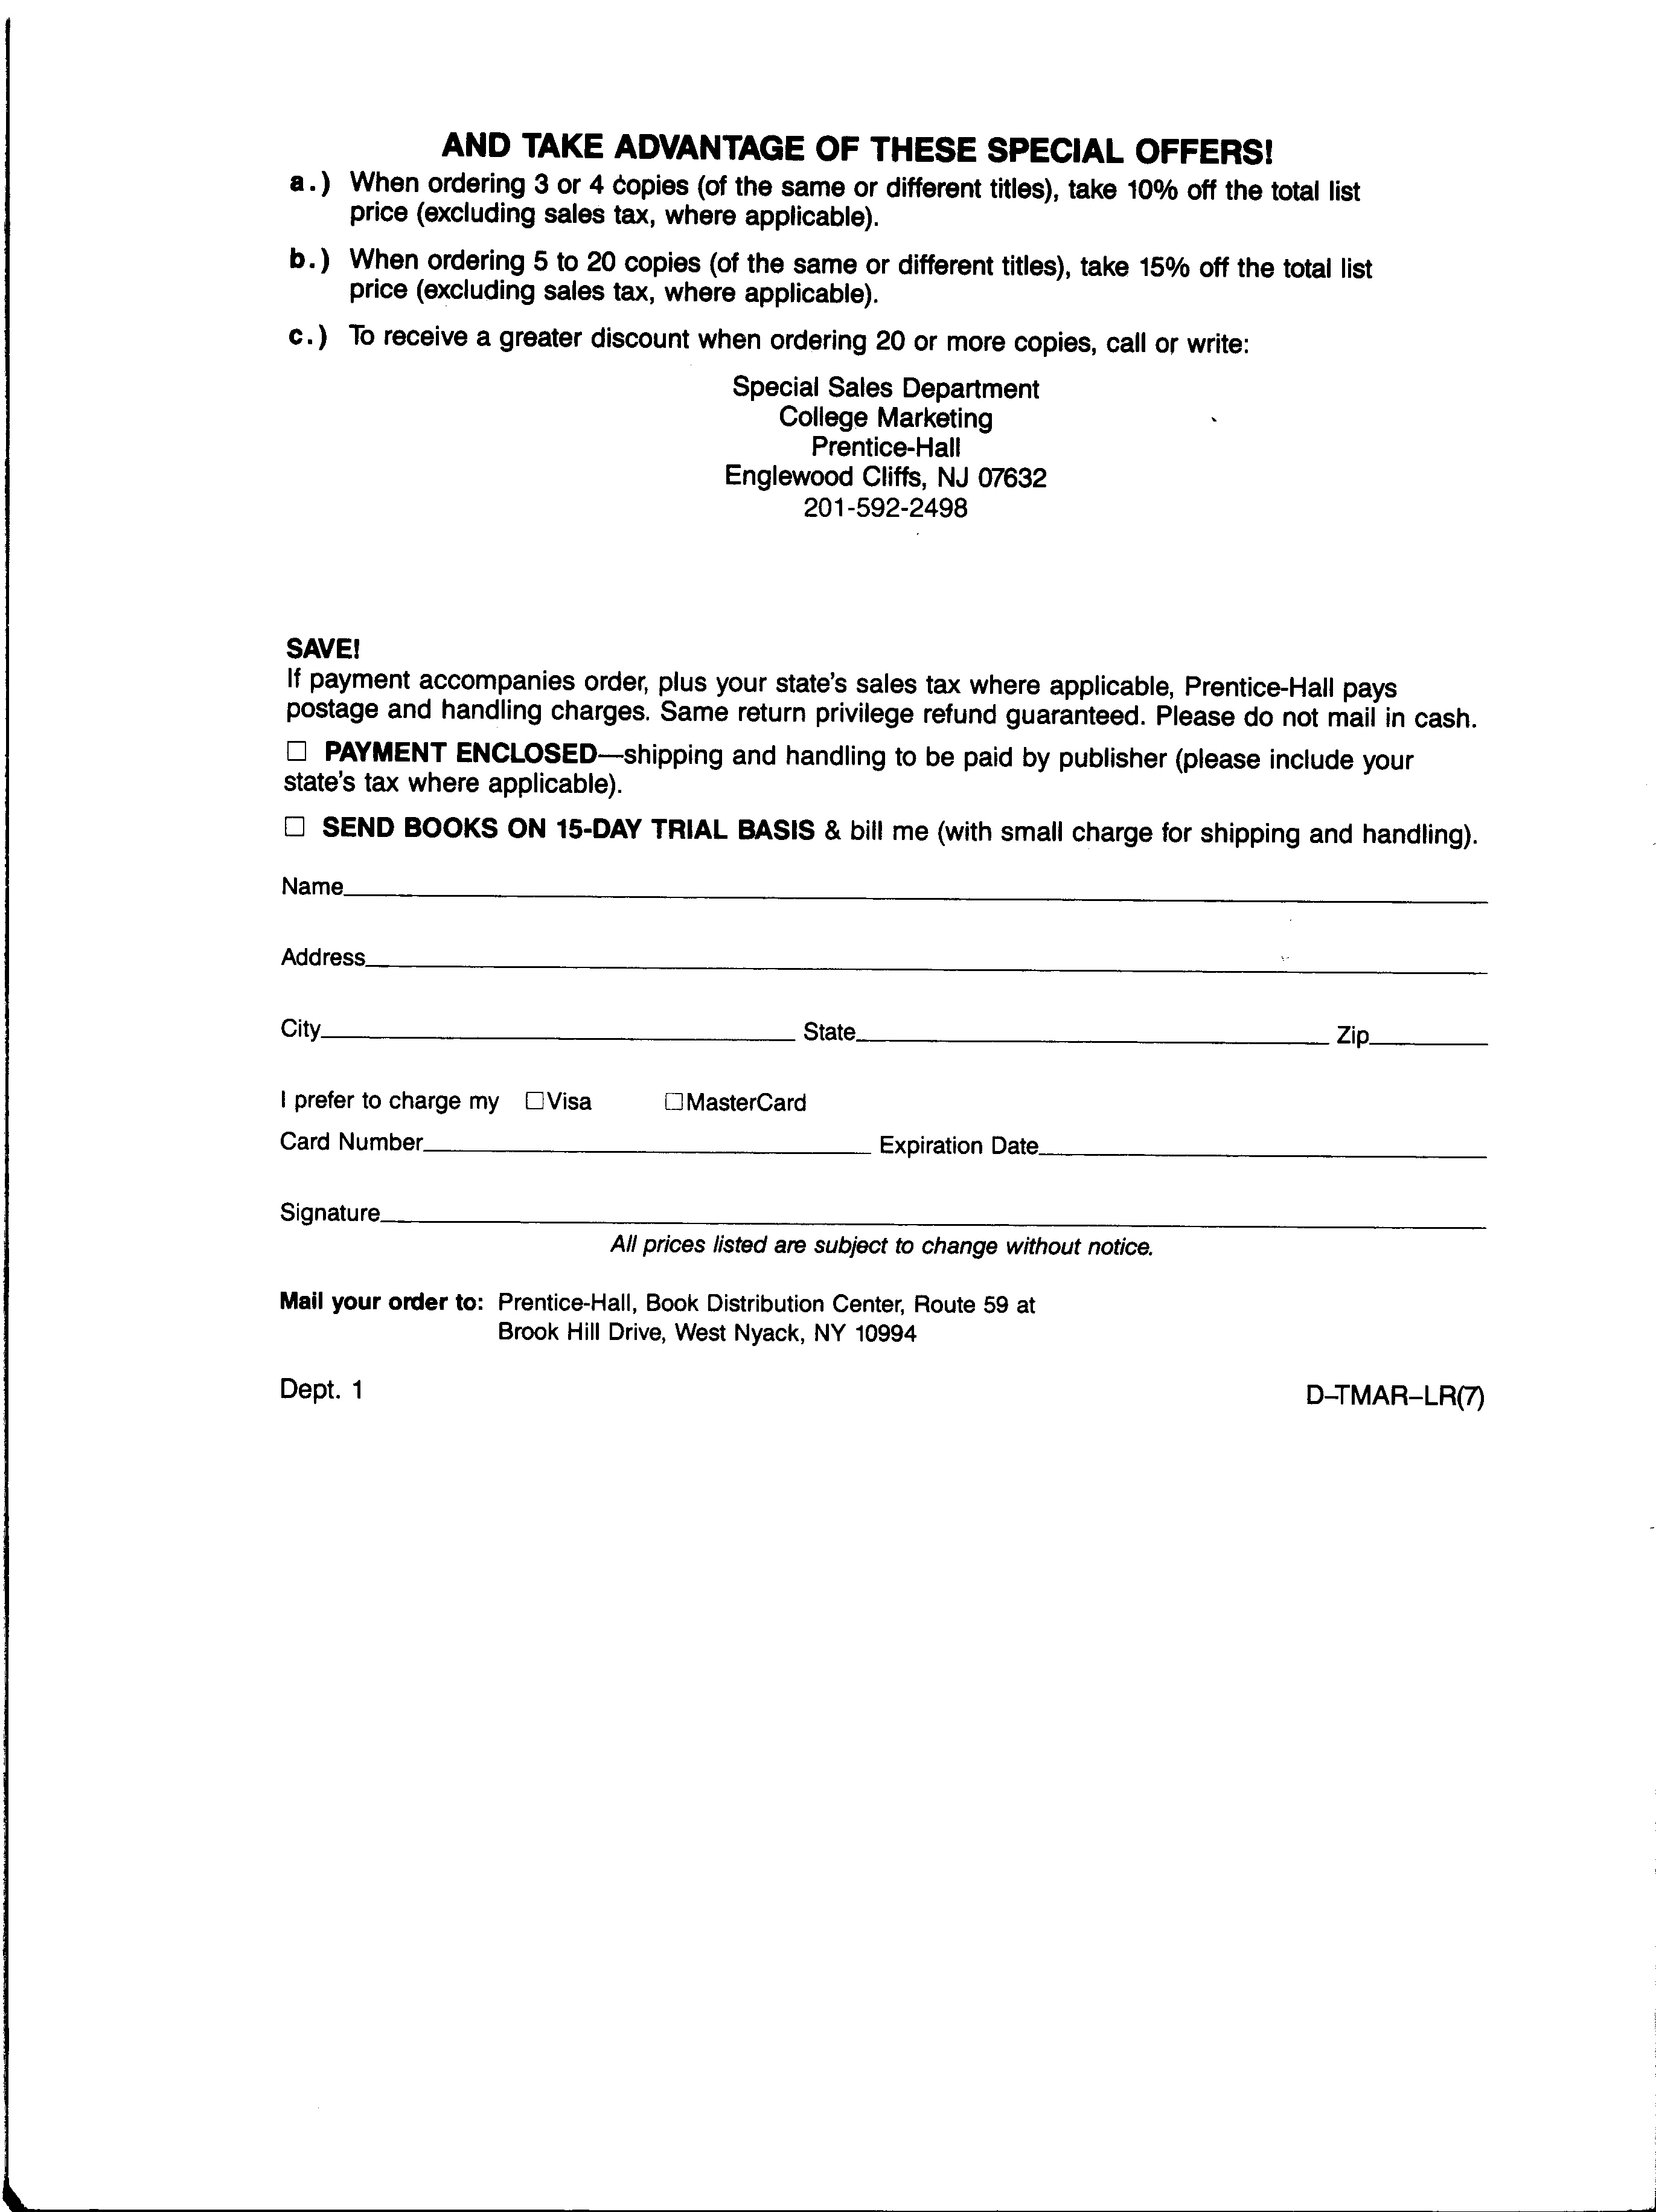 AND TAKE ADVANTAGE OF THESE SPECIAL OFFERS!
a.) When ordering 3 or 4 copies (of the same or different titles), take 10% off the total list
price (excluding sales tax, where applicable).
b.) When ordering 5 to 20 copies (of the same or different titles), take 15% off the total list
price (excluding sales tax, where applicable).
c.) To receive a greater discount when ordering 20 or more copies, call or write:
Special Sales Department
College Marketing
Prentice-Hall
Englewood Cliffs, NJ 07632
201-592-2498
SAVE!
If payment accompanies order, plus your state's sales tax where applicable, Prentice-Hall pays
postage and handling charges. Same return privilege refund guaranteed. Please do not mail in cash.
☐ PAYMENT ENCLOSED—shipping and handling to be paid by publisher (please include your
state's tax where applicable).
☐ SEND BOOKS ON 15-DAY TRIAL BASIS & bill me (with small charge for shipping and handling).
Name
Address
City State Zip
I prefer to charge my ☐Visa ☐MasterCard
Card Number Expiration Date
Signature
All prices listed are subject to change without notice.
Mail your order to: Prentice-Hall, Book Distribution Center, Route 59 at
Brook Hill Drive, West Nyack, NY 10994
Dept. 1 D–TMAR–LR(7)